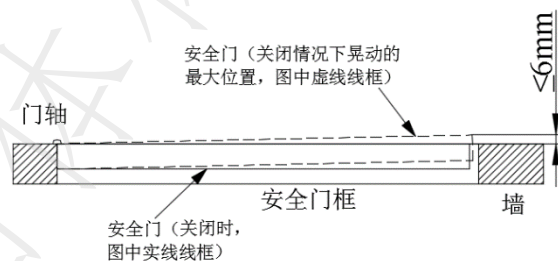 安全门（关闭情况下晃动的
最大位置，图中虚线线框）
<6mm
门轴
安全门框
墙
安全门（关闭时，
图中实线线框）